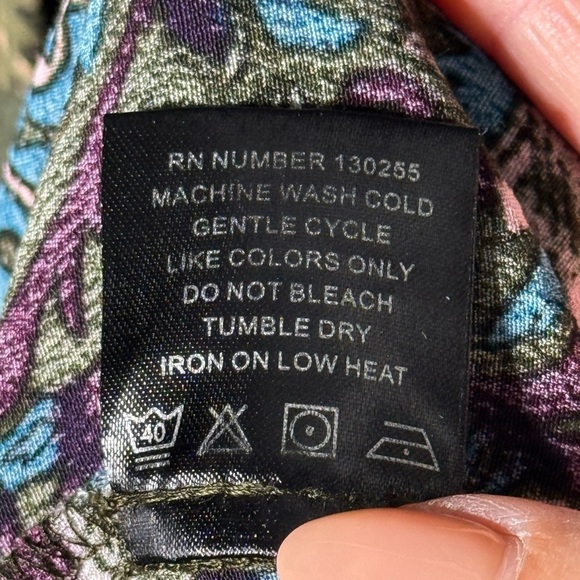 RN NUMBER 130255
MACHINE WASH COLD
GENTLE CYCLE
LIKE COLORS ONLY
DO NOT BLEACH
TUMBLE DRY
IRON ON LOW HEAT
40